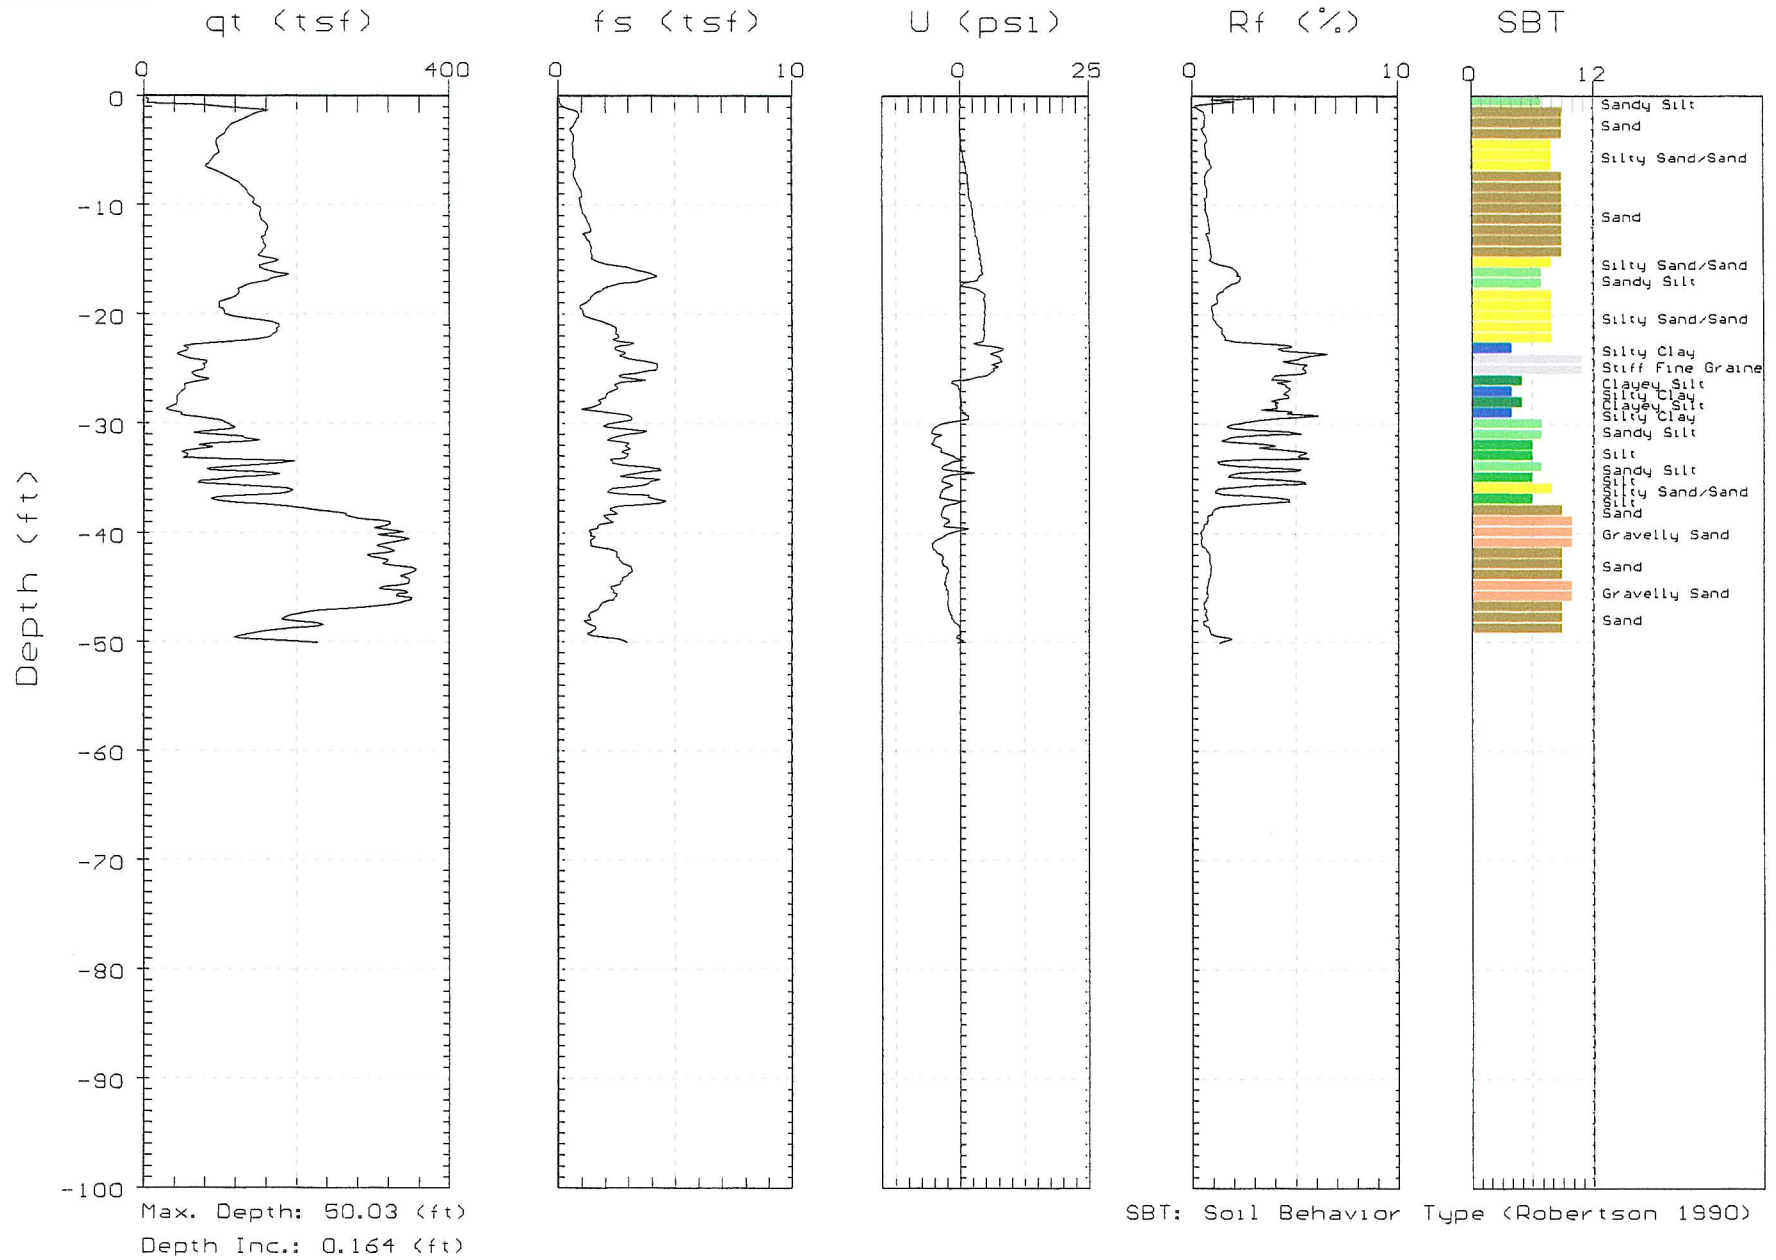 qt (tsf) fs (tsf) U (psi) Rf (%) SBT
0 400 0 10 0 25 0 10 0 12
0
-10
-20
-30
-40
-50
-60
-70
-80
-90
-100
Depth (ft)
Sandy Silt
Sand
Silty Sand/Sand
Sand
Silty Sand/Sand
Sandy Silt
Silty Sand/Sand
Silty Clay
Stiff Fine Graine
Clayey Silt
Silty Clay
Clayey Silt
Silty Clay
Sandy Silt
Silt
Sandy Silt
Silt
Silty Sand/Sand
Silt
Sand
Gravelly Sand
Sand
Gravelly Sand
Sand
Max. Depth: 50.03 (ft)
Depth Inc.: 0.164 (ft)
SBT: Soil Behavior Type (Robertson 1990)